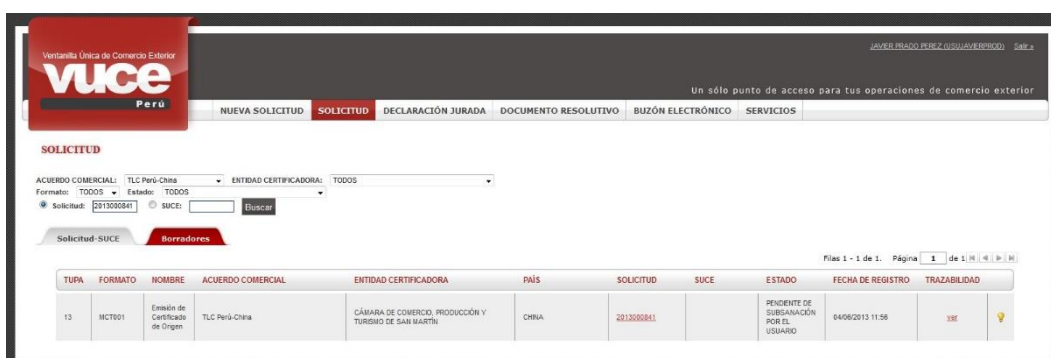 JAVIER PRADO PEREZ (USUJAVIERPROD) Salir »
Ventanilla Única de Comercio Exterior
vuce
Perú
Un sólo punto de acceso para tus operaciones de comercio exterior
NUEVA SOLICITUD SOLICITUD DECLARACIÓN JURADA DOCUMENTO RESOLUTIVO BUZÓN ELECTRÓNICO SERVICIOS
SOLICITUD
ACUERDO COMERCIAL: TLC Perú-China ENTIDAD CERTIFICADORA: TODOS
Formato: TODOS Estado: TODOS
Solicitud: 2013000841 SUCE: Buscar
Solicitud-SUCE Borradores
Filas 1 - 1 de 1. Página 1 de 1
TUPA FORMATO NOMBRE ACUERDO COMERCIAL ENTIDAD CERTIFICADORA PAÍS SOLICITUD SUCE ESTADO FECHA DE REGISTRO TRAZABILIDAD
13 MCT001 Emisión de Certificado de Origen TLC Perú-China CÁMARA DE COMERCIO, PRODUCCIÓN Y TURISMO DE SAN MARTÍN CHINA 2013000841 PENDIENTE DE SUBSANACIÓN POR EL USUARIO 04/06/2013 11:56 ver